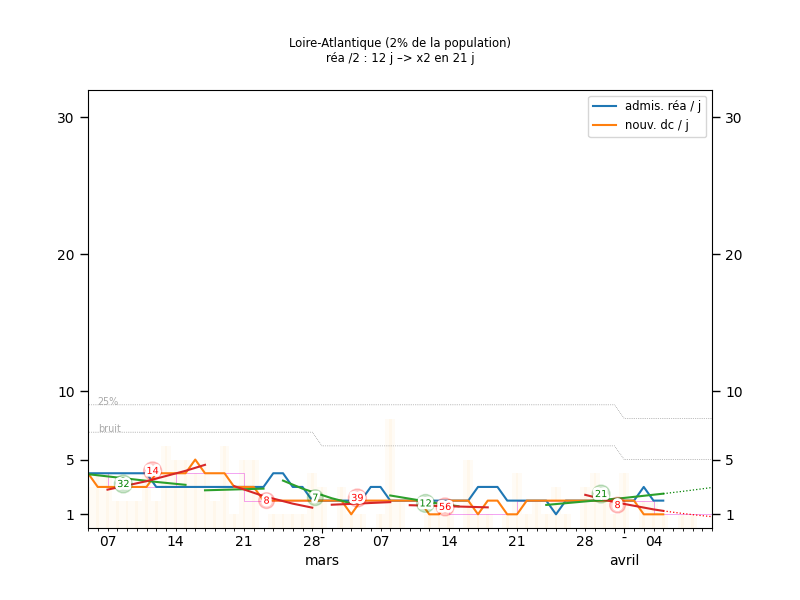 Loire-Atlantique (2% de la population)
réa /2 : 12 j –> x2 en 21 j
admis. réa / j
nouv. dc / j
30 30
20 20
10 10
25%
bruit
5 5
14
32
8
7
39
12
56
21
8
1 1
07 14 21 28 07 14 21 28 04
mars avril